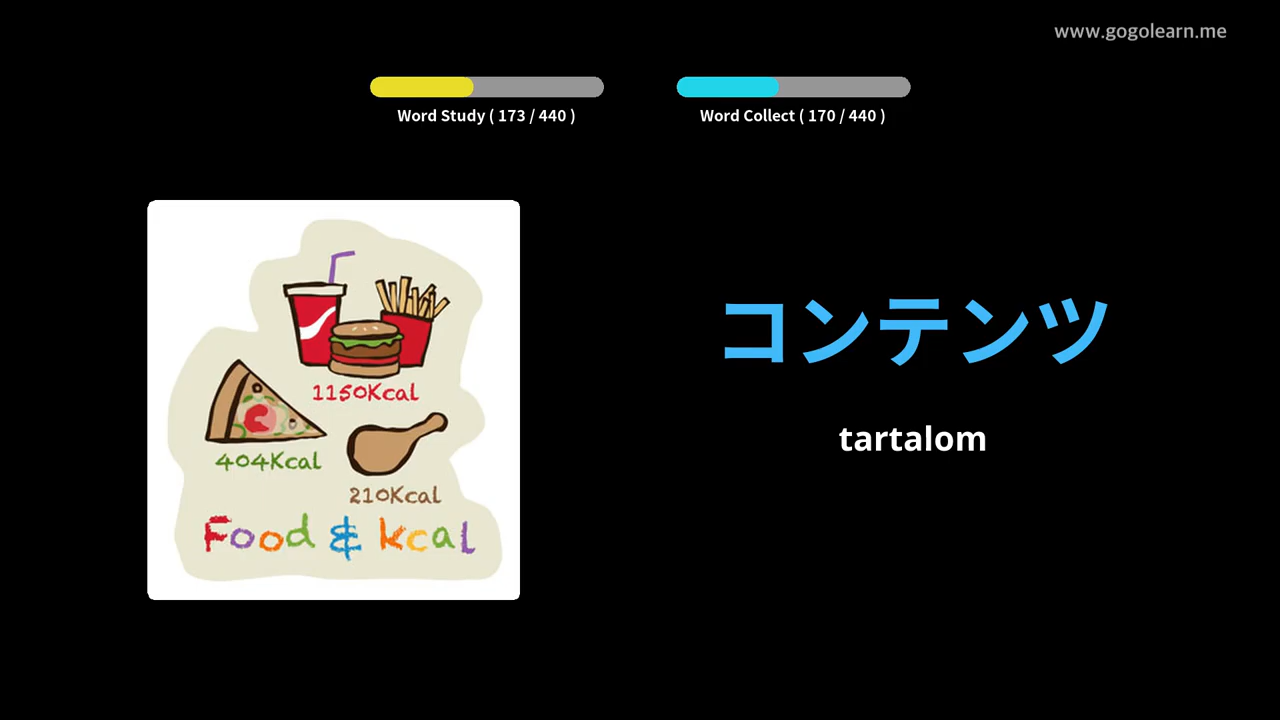 www.gogolearn.me
Word Study ( 173 / 440 )
Word Collect ( 170 / 440 )
1150Kcal
404Kcal
210Kcal
Food & kcal
コンテンツ
tartalom